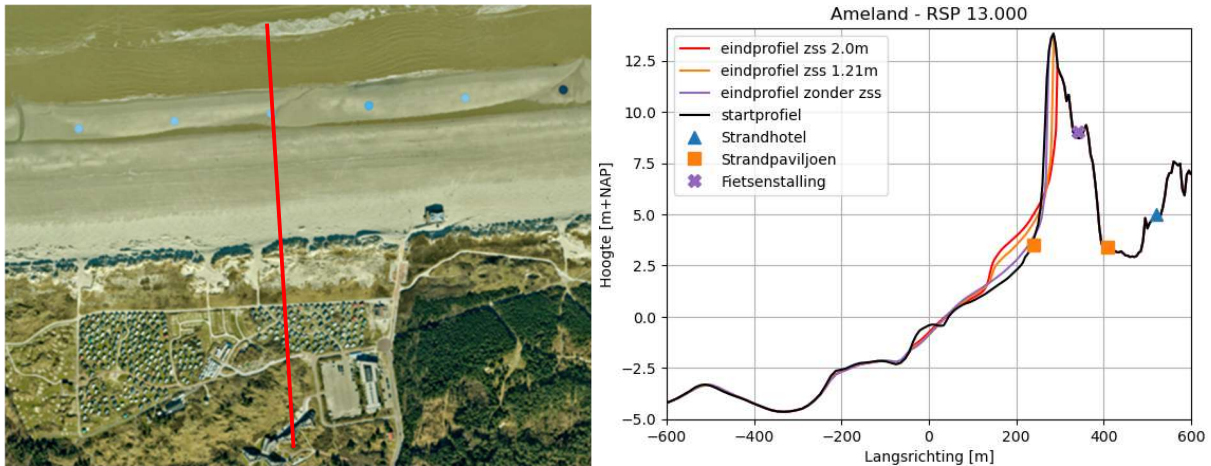 Ameland - RSP 13.000
12.5
10.0
7.5
5.0
2.5
0.0
−2.5
−5.0
Hoogte [m+NAP]
eindprofiel zss 2.0m
eindprofiel zss 1.21m
eindprofiel zonder zss
startprofiel
Strandhotel
Strandpaviljoen
Fietsenstalling
−600
−400
−200
0
200
400
600
Langsrichting [m]